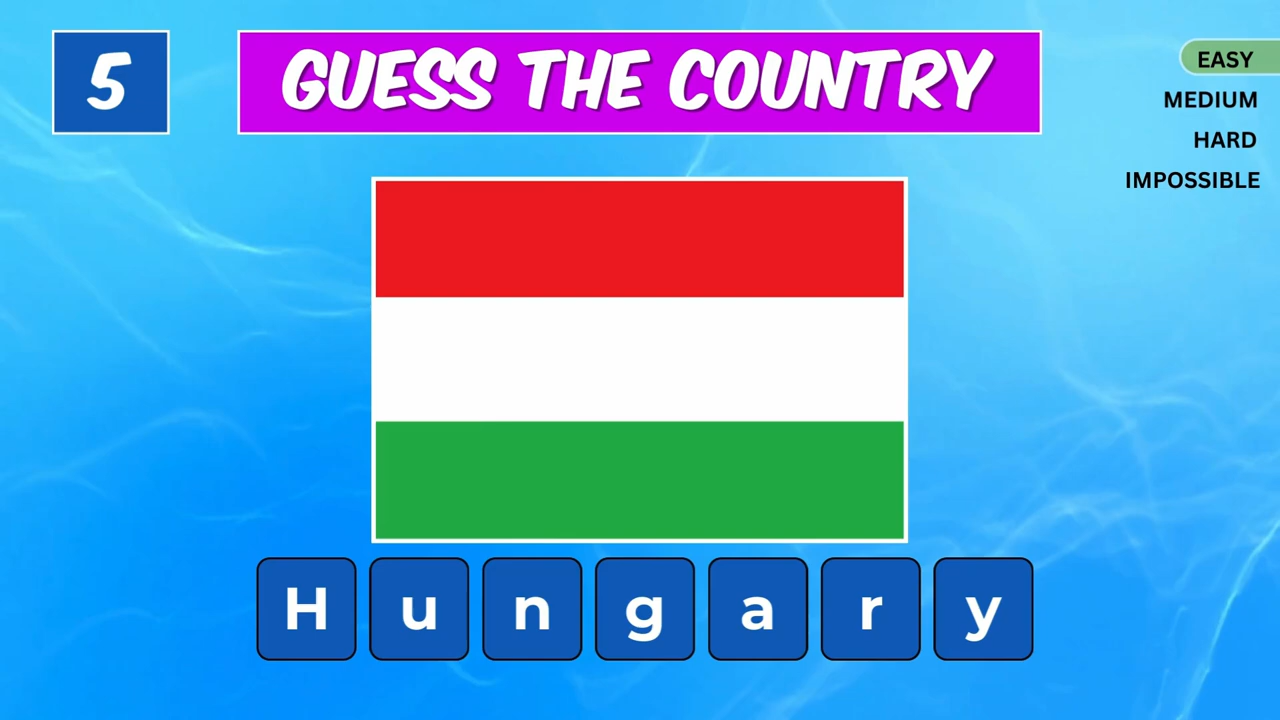 5
GUESS THE COUNTRY
EASY
MEDIUM
HARD
IMPOSSIBLE
Hungary